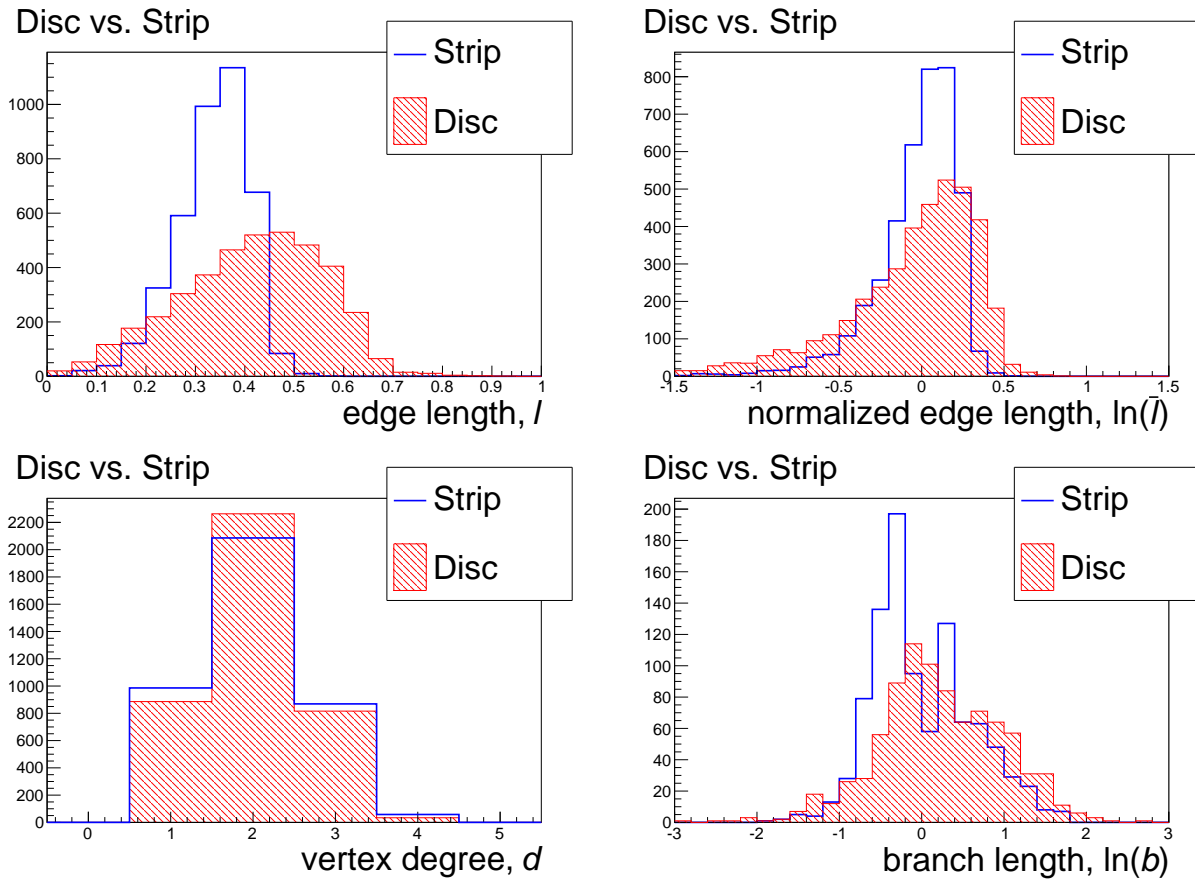 Disc vs. Strip
Strip
Disc
1000
800
600
400
200
0
0 0.1 0.2 0.3 0.4 0.5 0.6 0.7 0.8 0.9 1
edge length, l
Disc vs. Strip
Strip
Disc
800
700
600
500
400
300
200
100
0
-1.5 -1 -0.5 0 0.5 1 1.5
normalized edge length, ln(l̄)
Disc vs. Strip
Strip
Disc
2200
2000
1800
1600
1400
1200
1000
800
600
400
200
0
0 1 2 3 4 5
vertex degree, d
Disc vs. Strip
Strip
Disc
200
180
160
140
120
100
80
60
40
20
0
-3 -2 -1 0 1 2 3
branch length, ln(b)